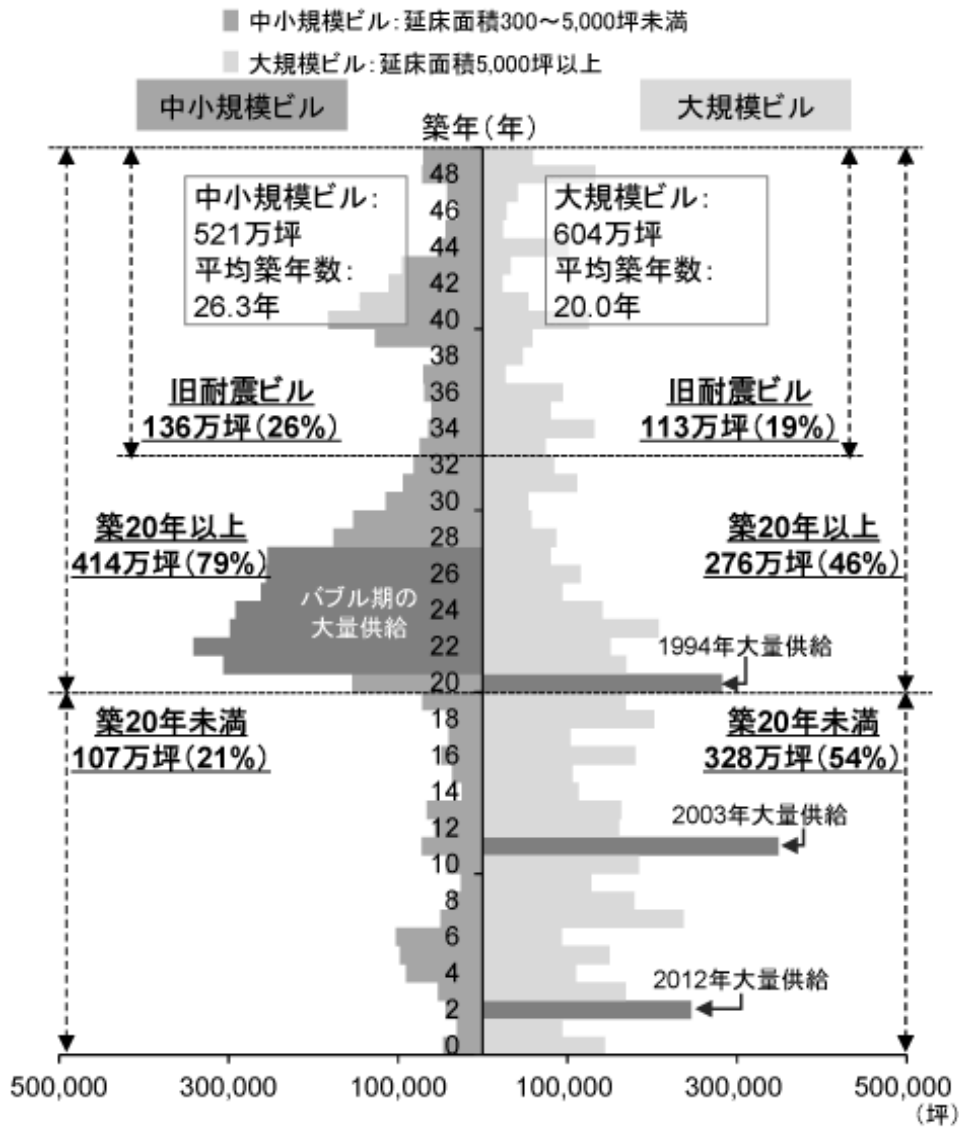 中小規模ビル:延床面積300～5,000坪未満
大規模ビル:延床面積5,000坪以上
中小規模ビル
大規模ビル
築年(年)
48
46
44
42
40
38
36
34
32
30
28
26
24
22
20
18
16
14
12
10
8
6
4
2
0
中小規模ビル:
521万坪
平均築年数:
26.3年
大規模ビル:
604万坪
平均築年数:
20.0年
旧耐震ビル
136万坪(26%)
旧耐震ビル
113万坪(19%)
築20年以上
414万坪(79%)
築20年以上
276万坪(46%)
バブル期の
大量供給
1994年大量供給
築20年未満
107万坪(21%)
築20年未満
328万坪(54%)
2003年大量供給
2012年大量供給
500,000
300,000
100,000
100,000
300,000
500,000
(坪)